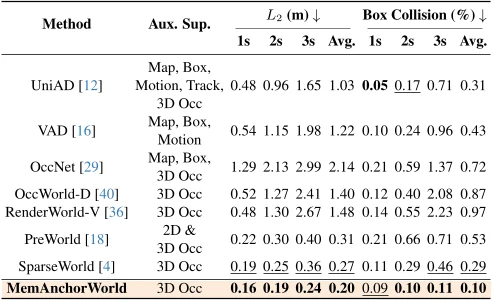 Method Aux. Sup. L2 (m) ↓ Box Collision (%) ↓
1s 2s 3s Avg. 1s 2s 3s Avg.
UniAD [12] Map, Box, Motion, Track, 3D Occ 0.48 0.96 1.65 1.03 0.05 0.17 0.71 0.31
VAD [16] Map, Box, Motion 0.54 1.15 1.98 1.22 0.10 0.24 0.96 0.43
OccNet [29] Map, Box, 3D Occ 1.29 2.13 2.99 2.14 0.21 0.59 1.37 0.72
OccWorld-D [40] 3D Occ 0.52 1.27 2.41 1.40 0.12 0.40 2.08 0.87
RenderWorld-V [36] 3D Occ 0.48 1.30 2.67 1.48 0.14 0.55 2.23 0.97
PreWorld [18] 2D & 3D Occ 0.22 0.30 0.40 0.31 0.21 0.66 0.71 0.53
SparseWorld [4] 3D Occ 0.19 0.25 0.36 0.27 0.11 0.29 0.46 0.29
MemAnchorWorld 3D Occ 0.16 0.19 0.24 0.20 0.09 0.10 0.11 0.10